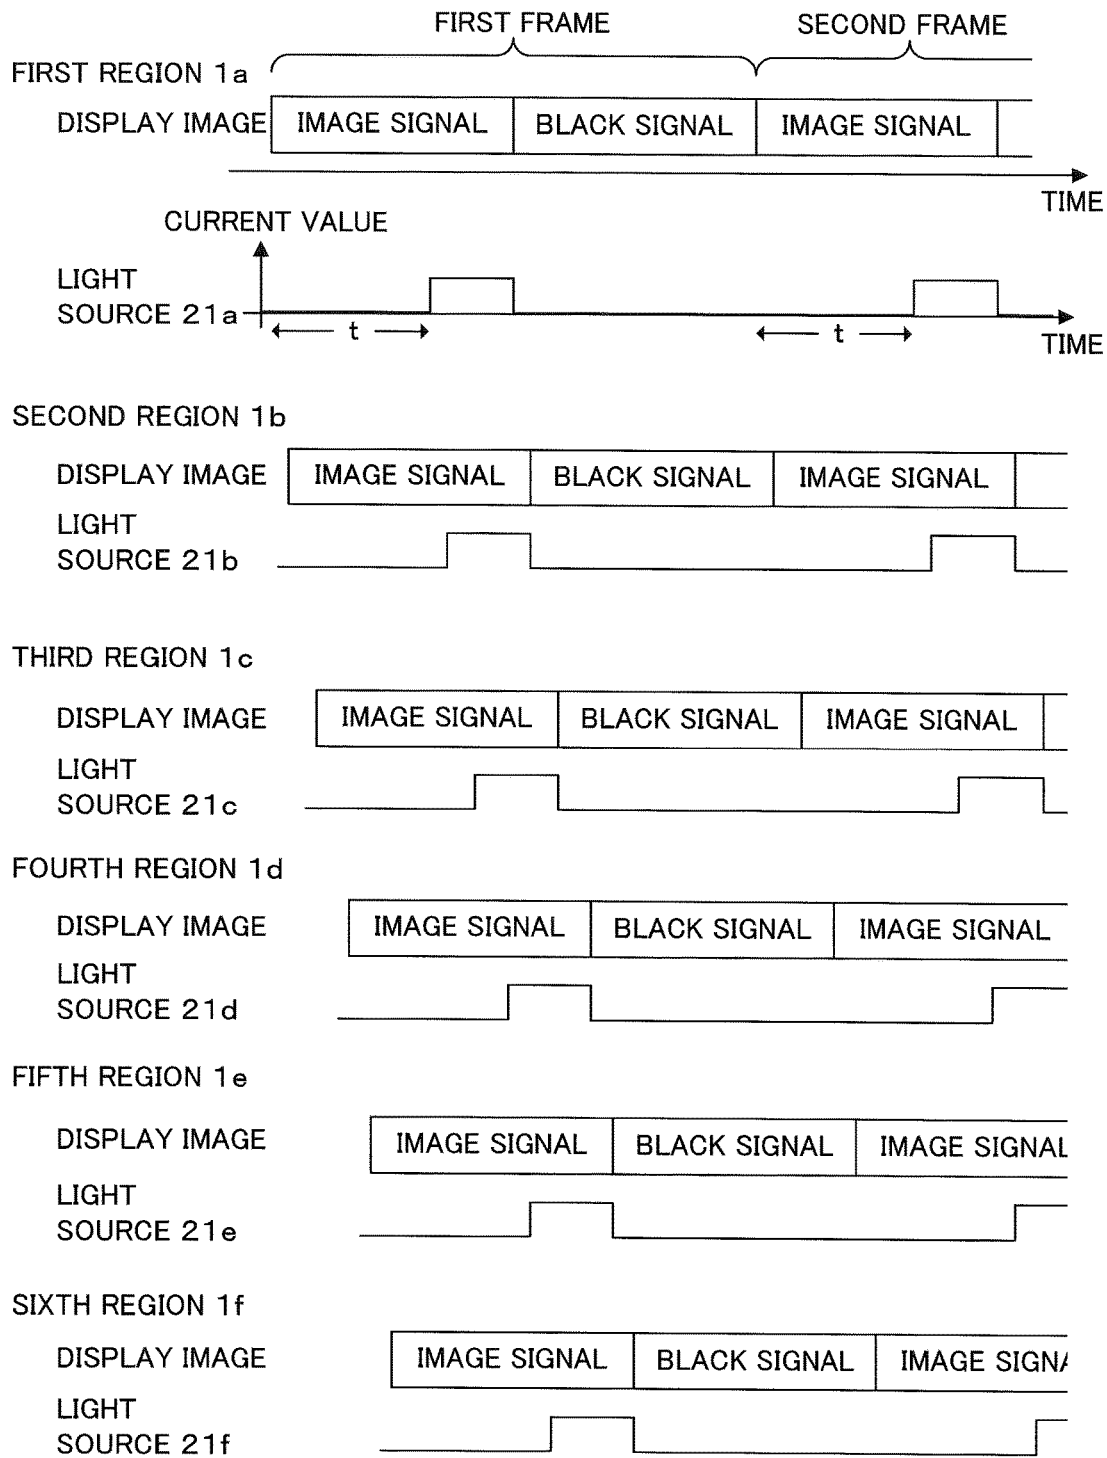 FIRST FRAME SECOND FRAME
FIRST REGION 1a
DISPLAY IMAGE IMAGE SIGNAL BLACK SIGNAL IMAGE SIGNAL
TIME
CURRENT VALUE
LIGHT
SOURCE 21a
t t
TIME
SECOND REGION 1b
DISPLAY IMAGE IMAGE SIGNAL BLACK SIGNAL IMAGE SIGNAL
LIGHT
SOURCE 21b
THIRD REGION 1c
DISPLAY IMAGE IMAGE SIGNAL BLACK SIGNAL IMAGE SIGNAL
LIGHT
SOURCE 21c
FOURTH REGION 1d
DISPLAY IMAGE IMAGE SIGNAL BLACK SIGNAL IMAGE SIGNAL
LIGHT
SOURCE 21d
FIFTH REGION 1e
DISPLAY IMAGE IMAGE SIGNAL BLACK SIGNAL IMAGE SIGNAL
LIGHT
SOURCE 21e
SIXTH REGION 1f
DISPLAY IMAGE IMAGE SIGNAL BLACK SIGNAL IMAGE SIGNA
LIGHT
SOURCE 21f